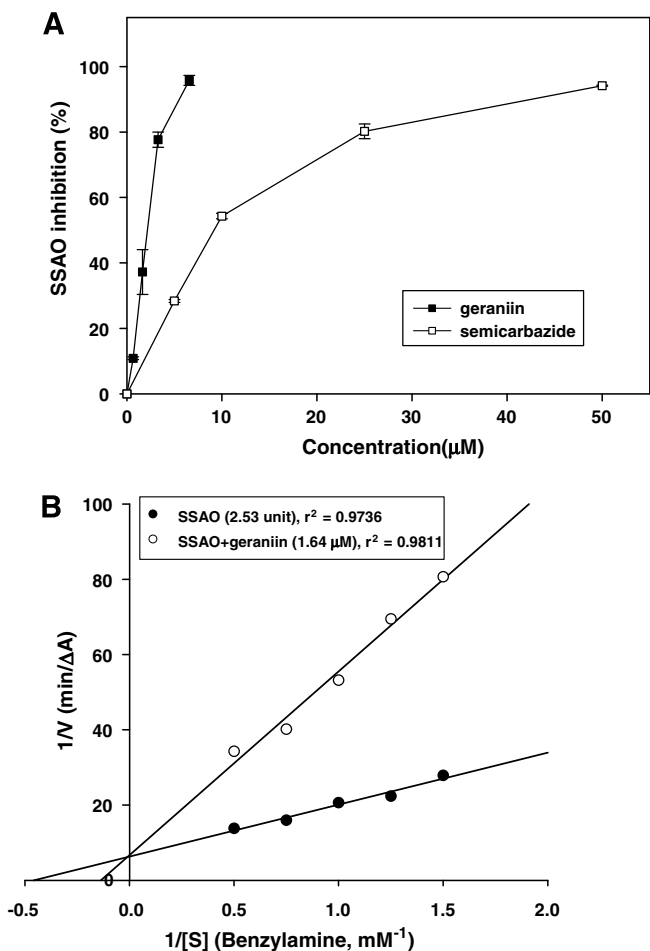 A
SSAO inhibition (%)
100
80
60
40
20
0
geraniin
semicarbazide
0 10 20 30 40 50
Concentration(μM)
B
100
80
60
40
20
0
1/V (min/ΔA)
SSAO (2.53 unit), r² = 0.9736
SSAO+geraniin (1.64 μM), r² = 0.9811
-0.5 0.0 0.5 1.0 1.5 2.0
1/[S] (Benzylamine, mM⁻¹)